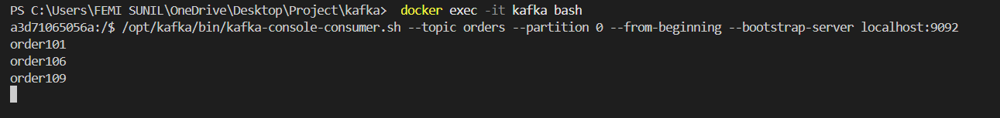 PS C:\Users\FEMI SUNIL\OneDrive\Desktop\Project\kafka>  docker exec -it kafka bash
a3d71065056a:/$ /opt/kafka/bin/kafka-console-consumer.sh --topic orders --partition 0 --from-beginning --bootstrap-server localhost:9092
order101
order106
order109